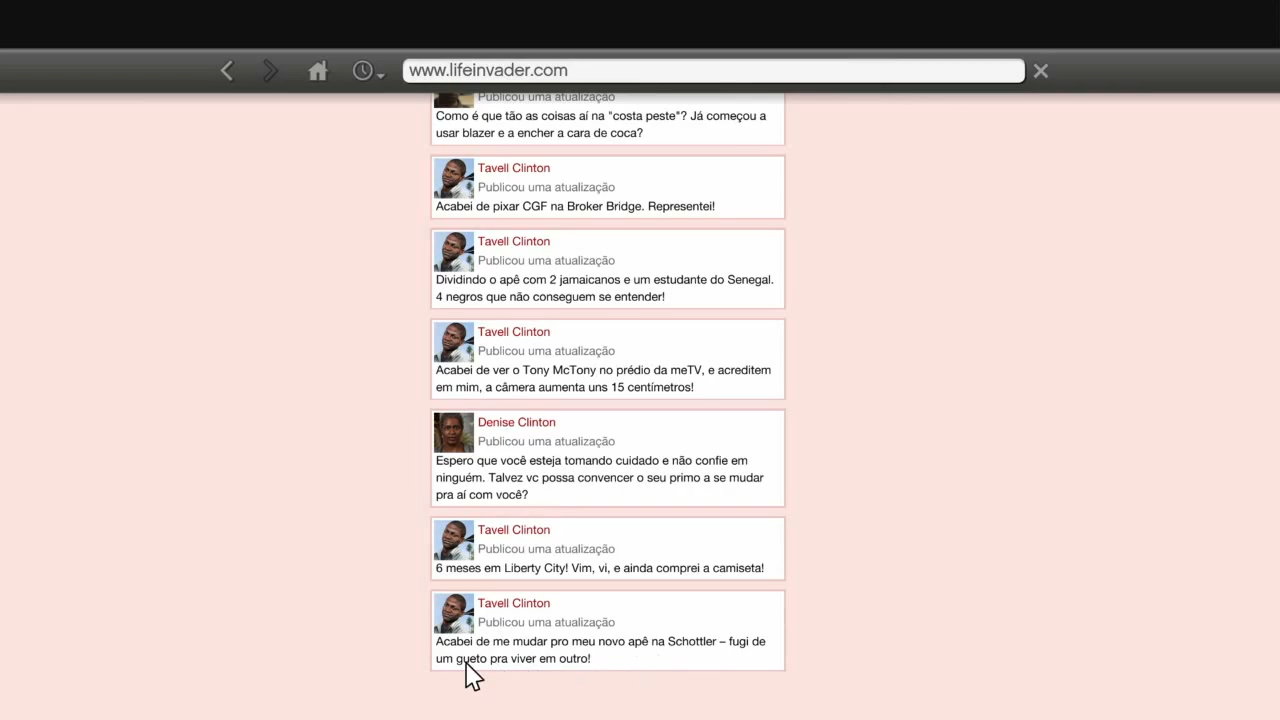 www.lifeinvader.com
Publicou uma atualização
Como é que tão as coisas aí na "costa peste"? Já começou a
usar blazer e a encher a cara de coca?
Tavell Clinton
Publicou uma atualização
Acabei de pixar CGF na Broker Bridge. Representei!
Tavell Clinton
Publicou uma atualização
Dividindo o apê com 2 jamaicanos e um estudante do Senegal.
4 negros que não conseguem se entender!
Tavell Clinton
Publicou uma atualização
Acabei de ver o Tony McTony no prédio da meTV, e acreditem
em mim, a câmera aumenta uns 15 centímetros!
Denise Clinton
Publicou uma atualização
Espero que você esteja tomando cuidado e não confie em
ninguém. Talvez vc possa convencer o seu primo a se mudar
pra aí com você?
Tavell Clinton
Publicou uma atualização
6 meses em Liberty City! Vim, vi, e ainda comprei a camiseta!
Tavell Clinton
Publicou uma atualização
Acabei de me mudar pro meu novo apê na Schottler – fugi de
um gueto pra viver em outro!